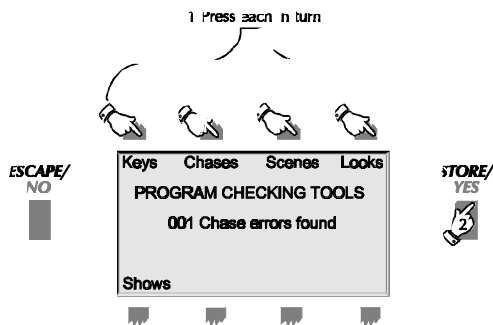 1 Press each in turn
Keys Chases Scenes Looks
ESCAPE/
NO
PROGRAM CHECKING TOOLS
001 Chase errors found
STORE/
YES
2
Shows